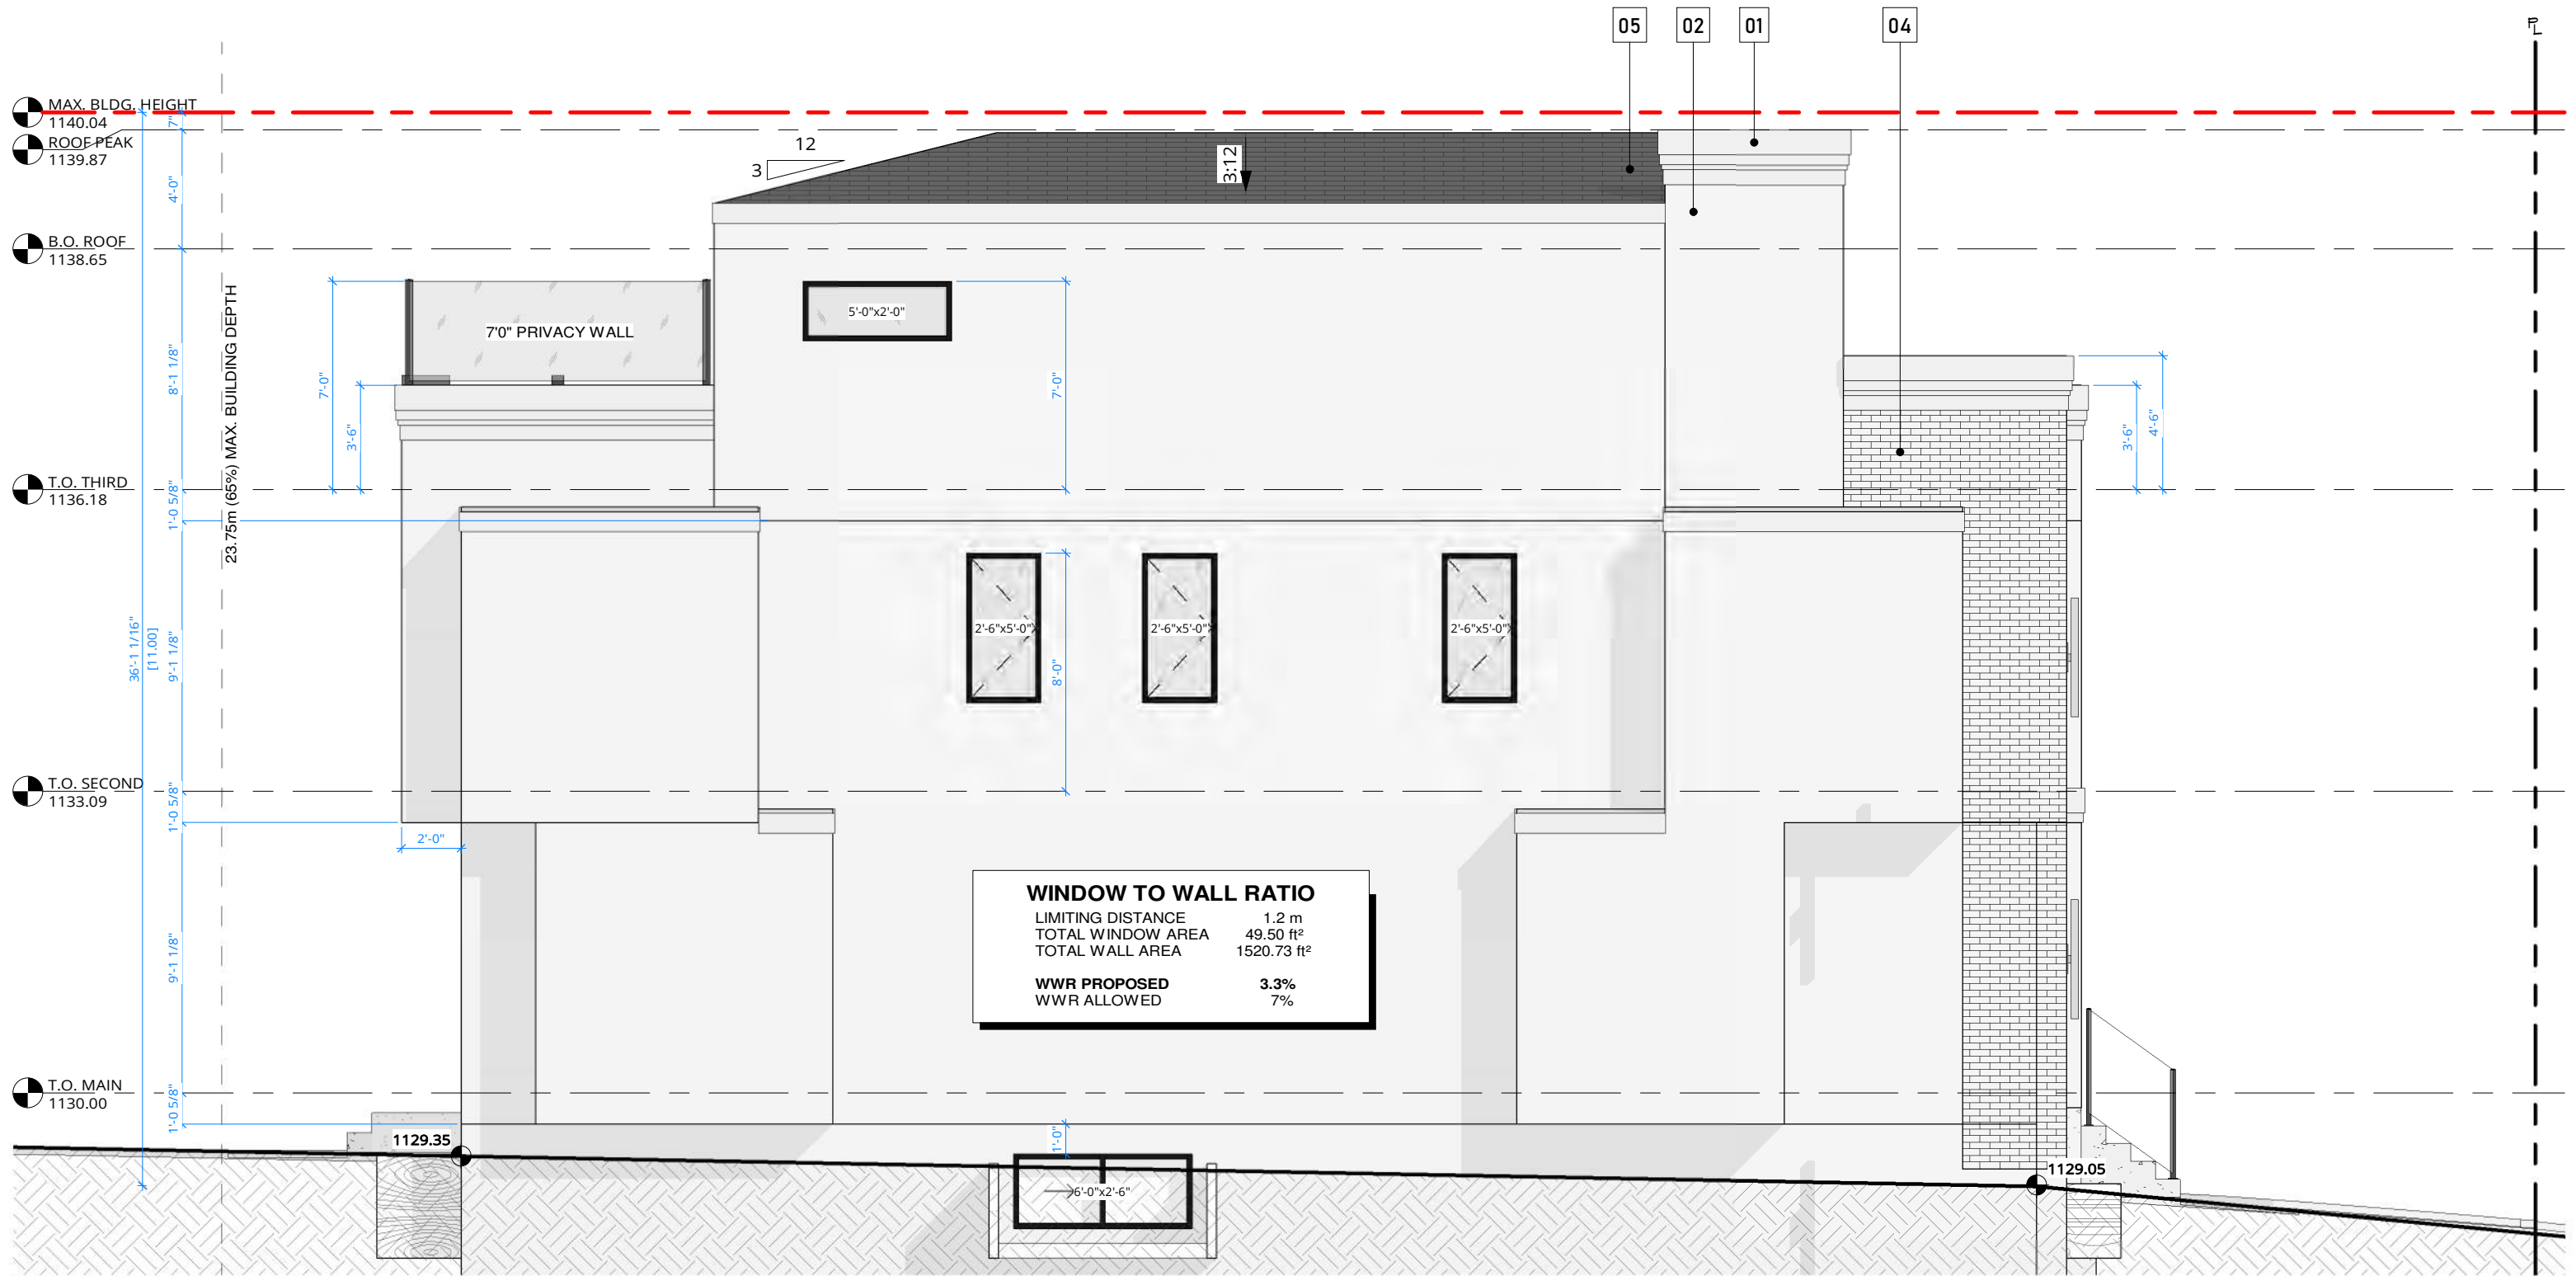 05
02
01
04
PL
MAX. BLDG. HEIGHT
1140.04
7"
ROOF PEAK
1139.87
4'-0"
12
3
3:12
B.O. ROOF
1138.65
23.75m (65%) MAX. BUILDING DEPTH
8'-1 1/8"
7'-0"
3'-6"
7'0" PRIVACY WALL
5'-0"x2'-0"
7'-0"
3'-6"
4'-6"
T.O. THIRD
1136.18
1'-0 5/8"
36'-1 1/16"
[11.00]
9'-1 1/8"
2'-6"x5'-0"
8'-0"
2'-6"x5'-0"
2'-6"x5'-0"
T.O. SECOND
1133.09
1'-0 5/8"
2'-0"
9'-1 1/8"
WINDOW TO WALL RATIO
LIMITING DISTANCE 1.2 m
TOTAL WINDOW AREA 49.50 ft²
TOTAL WALL AREA 1520.73 ft²
WWR PROPOSED 3.3%
WWR ALLOWED 7%
T.O. MAIN
1130.00
1'-0 5/8"
1129.35
1'-0"
6'-0"x2'-6"
1129.05